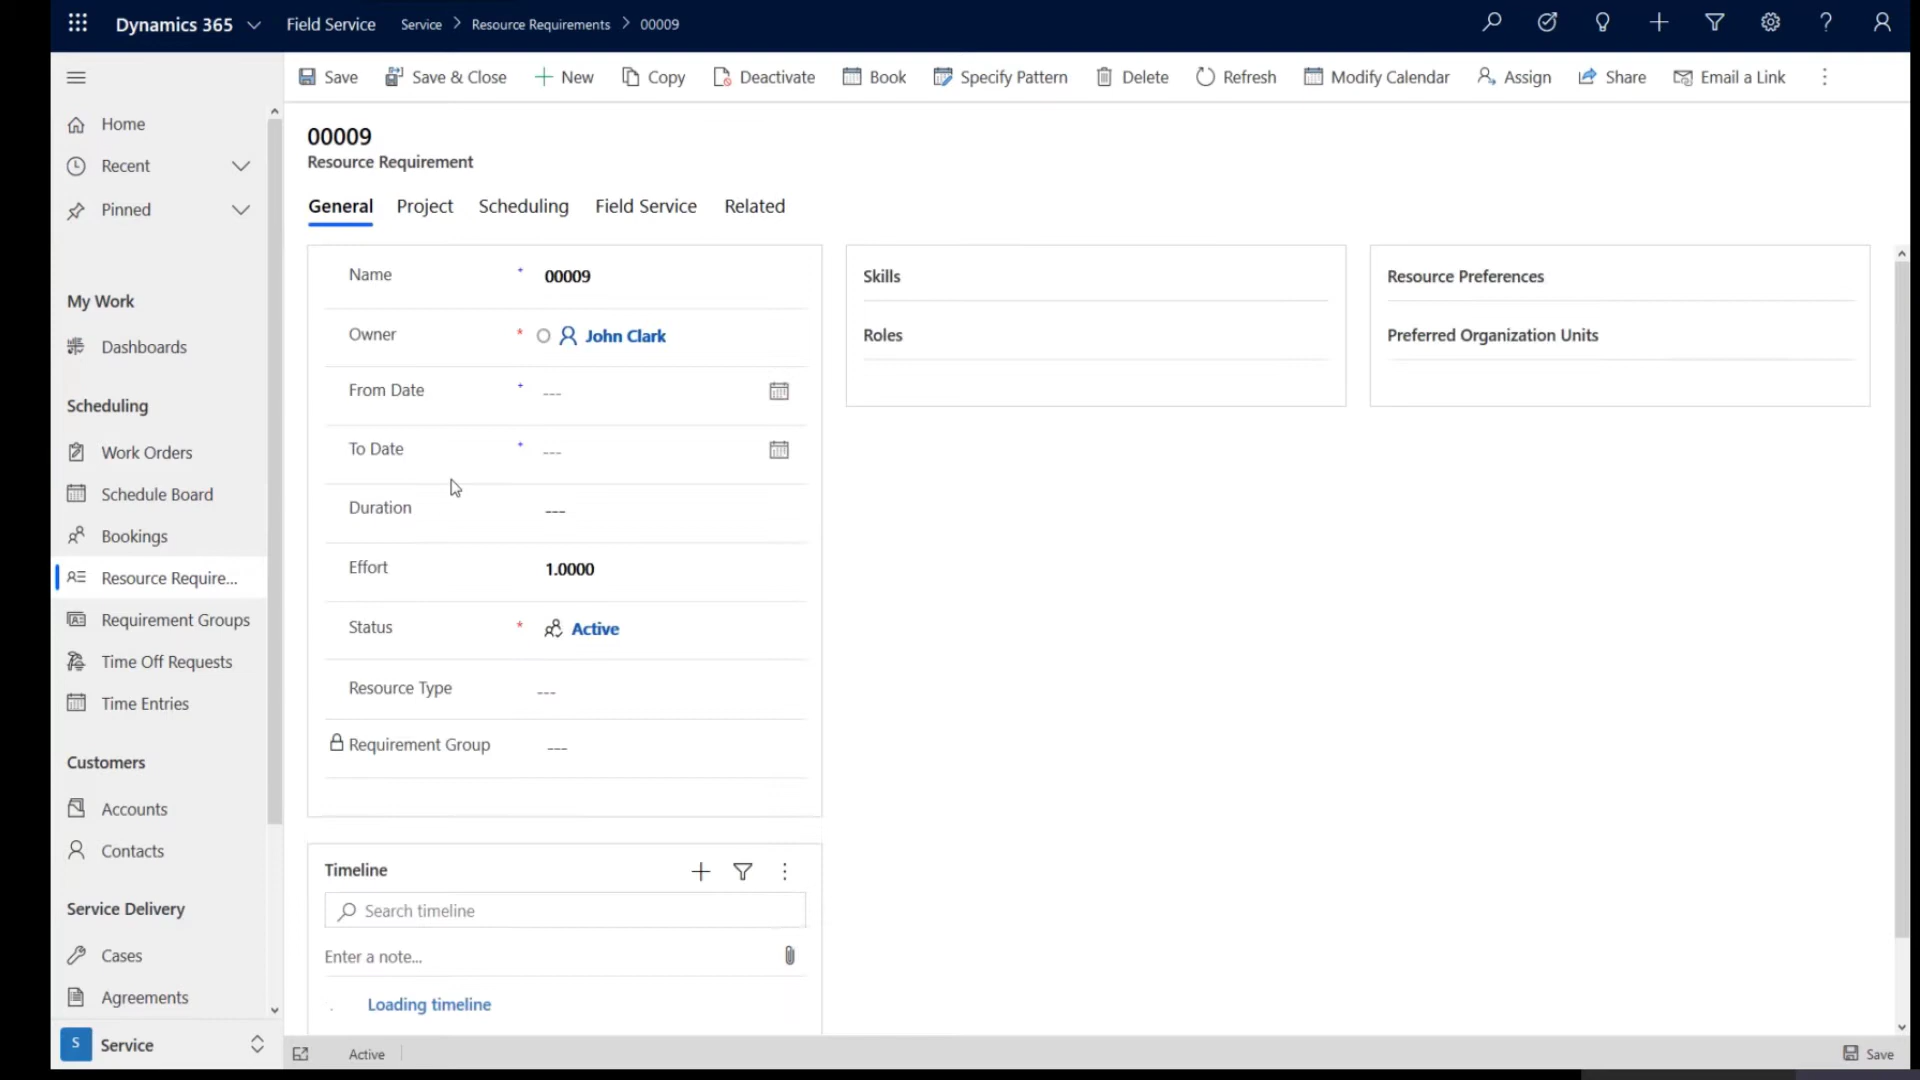 Dynamics 365
Field Service
Service > Resource Requirements > 00009
Save
Save & Close
New
Copy
Deactivate
Book
Specify Pattern
Delete
Refresh
Modify Calendar
Assign
Share
Email a Link
Home
Recent
Pinned
My Work
Dashboards
Scheduling
Work Orders
Schedule Board
Bookings
Resource Require...
Requirement Groups
Time Off Requests
Time Entries
Customers
Accounts
Contacts
Service Delivery
Cases
Agreements
S Service
00009
Resource Requirement
General
Project
Scheduling
Field Service
Related
Name + 00009
Owner * John Clark
From Date + ---
To Date + ---
Duration ---
Effort 1.0000
Status * Active
Resource Type ---
Requirement Group ---
Timeline
Search timeline
Enter a note...
Loading timeline
Skills
Roles
Resource Preferences
Preferred Organization Units
Active
Save